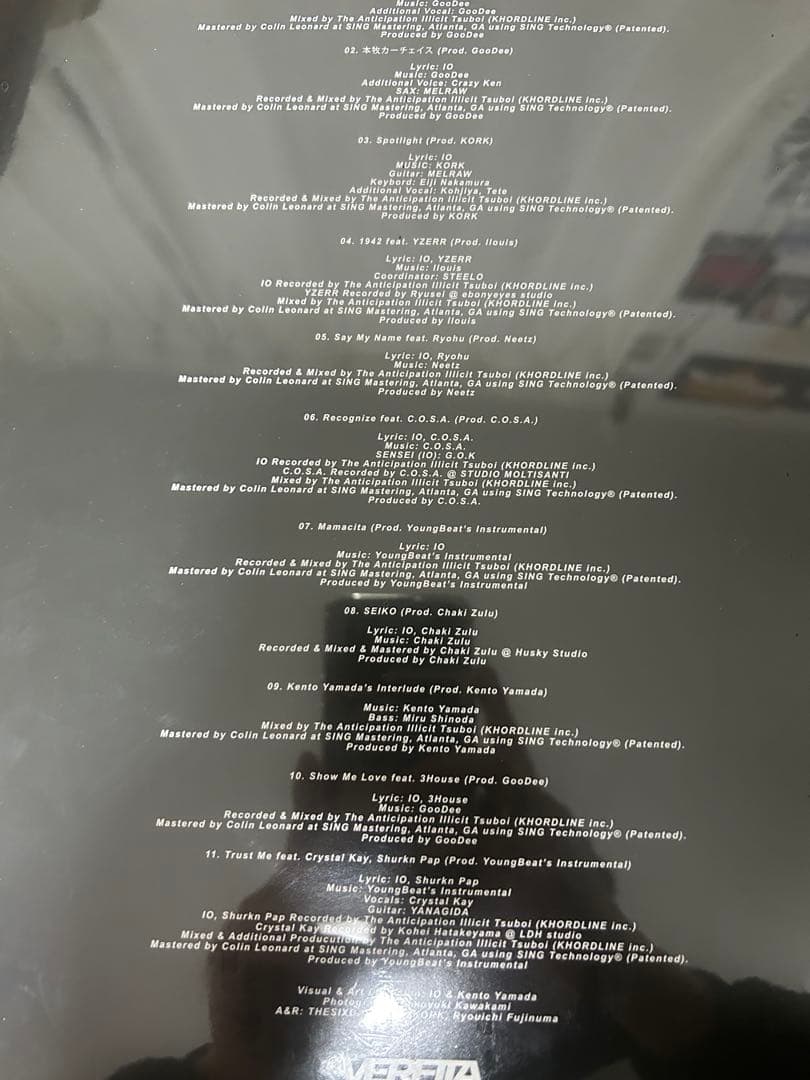 Music: GooDee
Additional Vocal: GooDee
Mixed by The Anticipation Illicit Tsuboi (KHORDLINE inc.)
Mastered by Colin Leonard at SING Mastering, Atlanta, GA using SING Technology® (Patented).
Produced by GooDee
02. 本牧カーチェイス (Prod. GooDee)
Lyric: IO
Music: GooDee
Additional Voice: Crazy Ken
SAX: MELRAW
Recorded & Mixed by The Anticipation Illicit Tsuboi (KHORDLINE inc.)
Mastered by Colin Leonard at SING Mastering, Atlanta, GA using SING Technology® (Patented).
Produced by GooDee
03. Spotlight (Prod. KORK)
Lyric: IO
MUSIC: KORK
Guitar: MELRAW
Keybord: Eiji Nakamura
Additional Vocal: Kohjiya, Tete
Recorded & Mixed by The Anticipation Illicit Tsuboi (KHORDLINE inc.)
Mastered by Colin Leonard at SING Mastering, Atlanta, GA using SING Technology® (Patented).
Produced by KORK
04. 1942 feat. YZERR (Prod. llouis)
Lyric: IO, YZERR
Music: llouis
Coordinator: STEELO
IO Recorded by The Anticipation Illicit Tsuboi (KHORDLINE inc.)
YZERR Recorded by Ryusei @ ebonyeyes studio
Mixed by The Anticipation Illicit Tsuboi (KHORDLINE inc.)
Mastered by Colin Leonard at SING Mastering, Atlanta, GA using SING Technology® (Patented).
Produced by llouis
05. Say My Name feat. Ryohu (Prod. Neetz)
Lyric: IO, Ryohu
Music: Neetz
Recorded & Mixed by The Anticipation Illicit Tsuboi (KHORDLINE inc.)
Mastered by Colin Leonard at SING Mastering, Atlanta, GA using SING Technology® (Patented).
Produced by Neetz
06. Recognize feat. C.O.S.A. (Prod. C.O.S.A.)
Lyric: IO, C.O.S.A.
Music: C.O.S.A.
SENSEI (IO): G.O.K
IO Recorded by The Anticipation Illicit Tsuboi (KHORDLINE inc.)
C.O.S.A. Recorded by C.O.S.A. @ STUDIO MOLTISANTI
Mixed by The Anticipation Illicit Tsuboi (KHORDLINE inc.)
Mastered by Colin Leonard at SING Mastering, Atlanta, GA using SING Technology® (Patented).
Produced by C.O.S.A.
07. Mamacita (Prod. YoungBeat's Instrumental)
Lyric: IO
Music: YoungBeat's Instrumental
Recorded & Mixed by The Anticipation Illicit Tsuboi (KHORDLINE inc.)
Mastered by Colin Leonard at SING Mastering, Atlanta, GA using SING Technology® (Patented).
Produced by YoungBeat's Instrumental
08. SEIKO (Prod. Chaki Zulu)
Lyric: IO, Chaki Zulu
Music: Chaki Zulu
Recorded & Mixed & Mastered by Chaki Zulu @ Husky Studio
Produced by Chaki Zulu
09. Kento Yamada's Interlude (Prod. Kento Yamada)
Music: Kento Yamada
Bass: Miru Shinoda
Mixed by The Anticipation Illicit Tsuboi (KHORDLINE inc.)
Mastered by Colin Leonard at SING Mastering, Atlanta, GA using SING Technology® (Patented).
Produced by Kento Yamada
10. Show Me Love feat. 3House (Prod. GooDee)
Lyric: IO, 3House
Music: GooDee
Recorded & Mixed by The Anticipation Illicit Tsuboi (KHORDLINE inc.)
Mastered by Colin Leonard at SING Mastering, Atlanta, GA using SING Technology® (Patented).
Produced by GooDee
11. Trust Me feat. Crystal Kay, Shurkn Pap (Prod. YoungBeat's Instrumental)
Lyric: IO, Shurkn Pap
Music: YoungBeat's Instrumental
Vocals: Crystal Kay
Guitar: YANAGIDA
IO, Shurkn Pap Recorded by The Anticipation Illicit Tsuboi (KHORDLINE inc.)
Crystal Kay Recorded by Kohei Hatakeyama @ LDH studio
Mixed & Additional Producution by The Anticipation Illicit Tsuboi (KHORDLINE inc.)
Mastered by Colin Leonard at SING Mastering, Atlanta, GA using SING Technology® (Patented).
Produced by YoungBeat's Instrumental
Visual & Art IO & Kento Yamada
Kawakami
A&R: Ryouichi Fujinuma